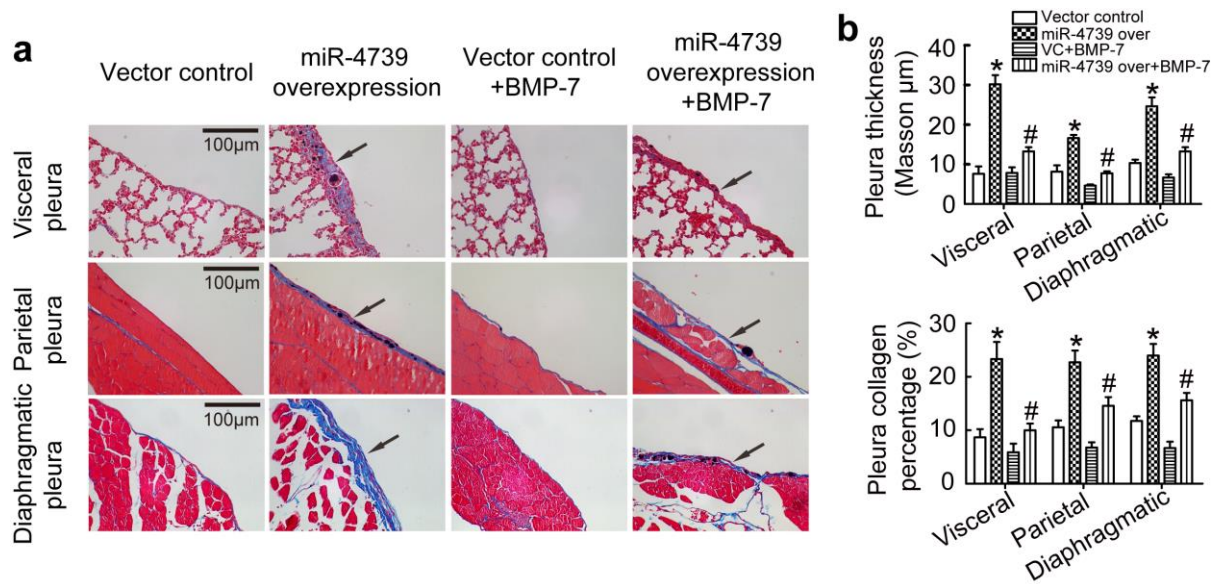 a
Vector control
miR-4739
overexpression
Vector control
+BMP-7
miR-4739
overexpression
+BMP-7
Visceral
pleura
100μm
Parietal
pleura
100μm
Diaphragmatic
pleura
100μm
b
Vector control
miR-4739 over
VC+BMP-7
miR-4739 over+BMP-7
Pleura thickness
(Masson μm)
40
30
20
10
0
*
#
*
#
*
#
Visceral
Parietal
Diaphragmatic
Pleura collagen
percentage (%)
30
20
10
0
*
#
*
#
*
#
Visceral
Parietal
Diaphragmatic